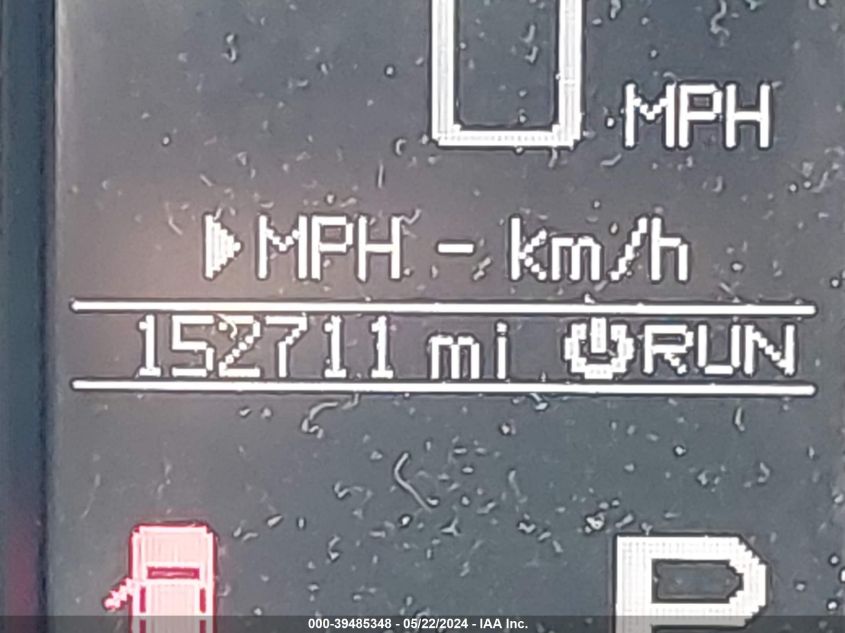 0 MPH
▶MPH - km/h
152711 mi RUN
P
000-39485348 - 05/22/2024 - IAA Inc.